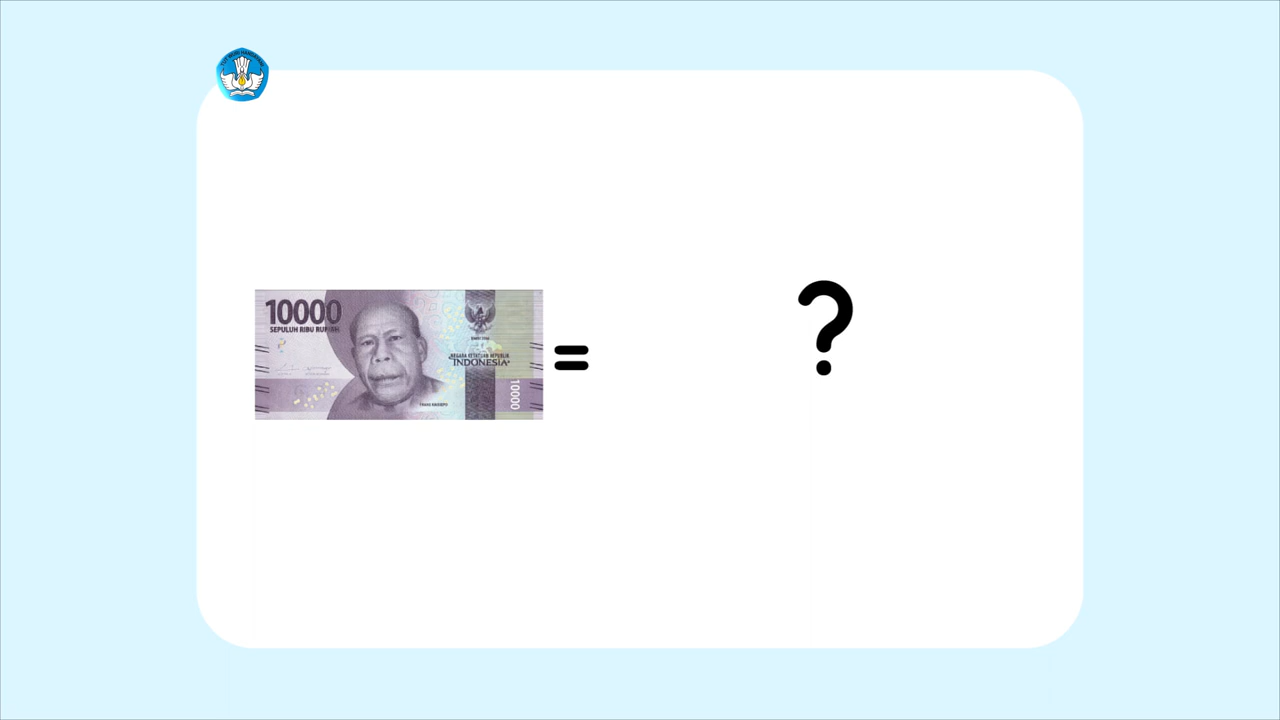 10000
SEPULUH RIBU RUPIAH
NEGARA KESATUAN REPUBLIK
INDONESIA
10000
=
?